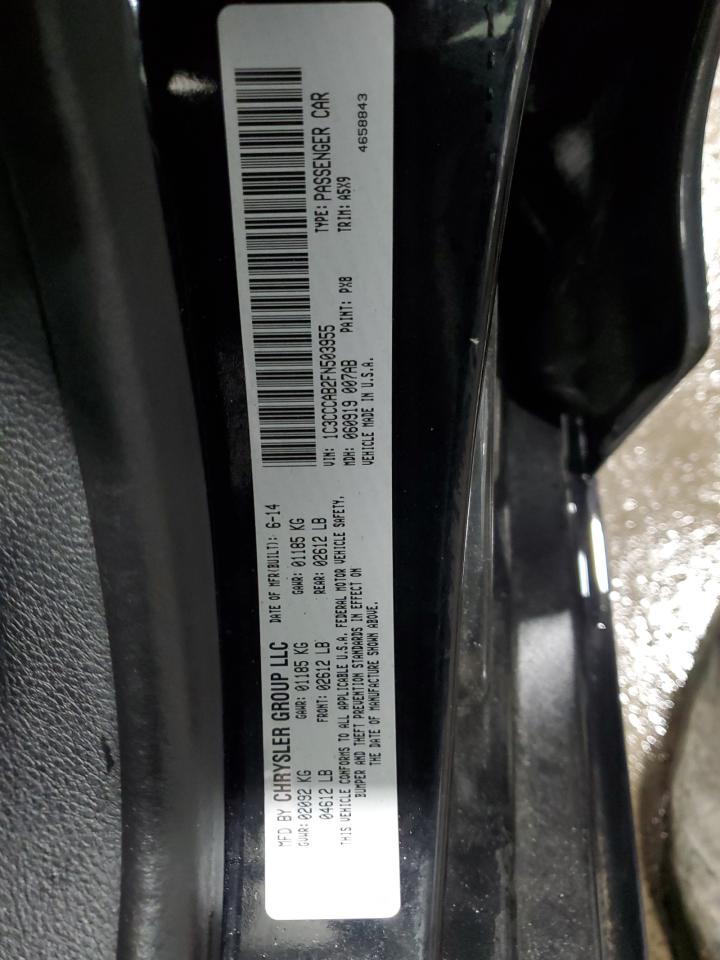 MFD BY CHRYSLER GROUP LLC DATE OF MFR(BUILT): 6-14
GVWR: 02092 KG GAWR: 01185 KG GAWR: 01185 KG
04612 LB FRONT: 02612 LB REAR: 02612 LB
THIS VEHICLE CONFORMS TO ALL APPLICABLE U.S.A. FEDERAL MOTOR VEHICLE SAFETY,
BUMPER AND THEFT PREVENTION STANDARDS IN EFFECT ON
THE DATE OF MANUFACTURE SHOWN ABOVE.
VIN: 1C3CCCAB2FN503955 TYPE: PASSENGER CAR
MDH: 060919 007AB PAINT: PXB TRIM: A5X9
VEHICLE MADE IN U.S.A. 4658843